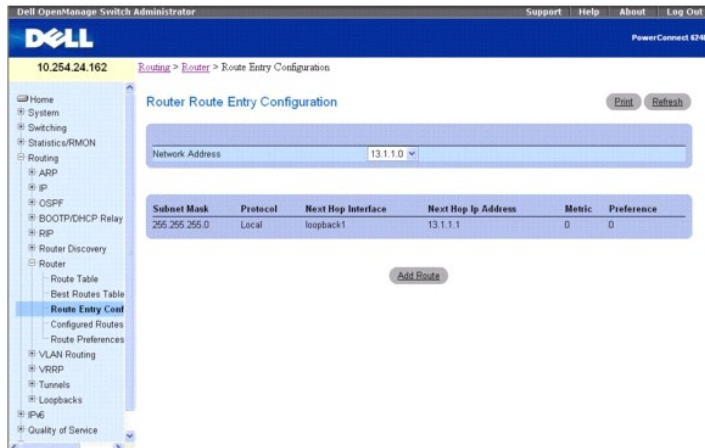 Dell OpenManage Switch Administrator
Support Help About Log Out
DELL
PowerConnect 624
10.254.24.162
Routing > Router > Route Entry Configuration
Home
System
Switching
Statistics/RMON
Routing
ARP
IP
OSPF
BOOTP/DHCP Relay
RIP
Router Discovery
Router
Route Table
Best Routes Table
Route Entry Conf
Configured Routes
Route Preferences
VLAN Routing
VRRP
Tunnels
Loopbacks
IPv6
Quality of Service
Router Route Entry Configuration
Print Refresh
Network Address 13.1.1.0
Subnet Mask Protocol Next Hop Interface Next Hop Ip Address Metric Preference
255.255.255.0 Local loopback1 13.1.1.1 0 0
Add Route